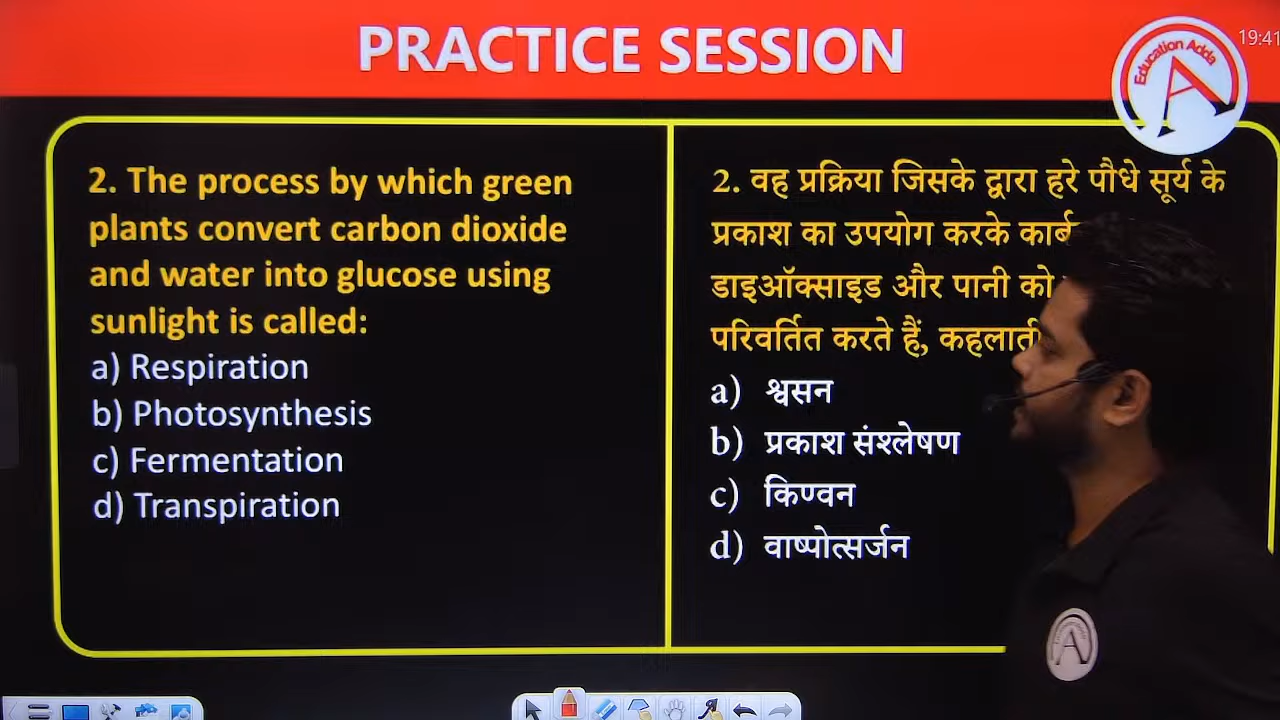 PRACTICE SESSION
19:41
Education Adda
A
2. The process by which green
plants convert carbon dioxide
and water into glucose using
sunlight is called:
a) Respiration
b) Photosynthesis
c) Fermentation
d) Transpiration
2. वह प्रक्रिया जिसके द्वारा हरे पौधे सूर्य के
प्रकाश का उपयोग करके
डाइऑक्साइड और पानी को
परिवर्तित करते हैं,
a) श्वसन
b) प्रकाश संश्लेषण
c) किण्वन
d) वाष्पोत्सर्जन
A